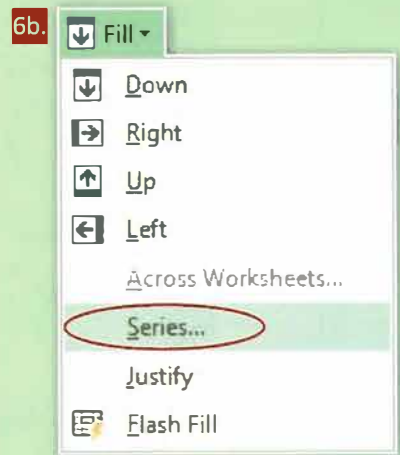 6b.
Fill
Down
Right
Up
Left
Across Worksheets...
Series...
Justify
Flash Fill